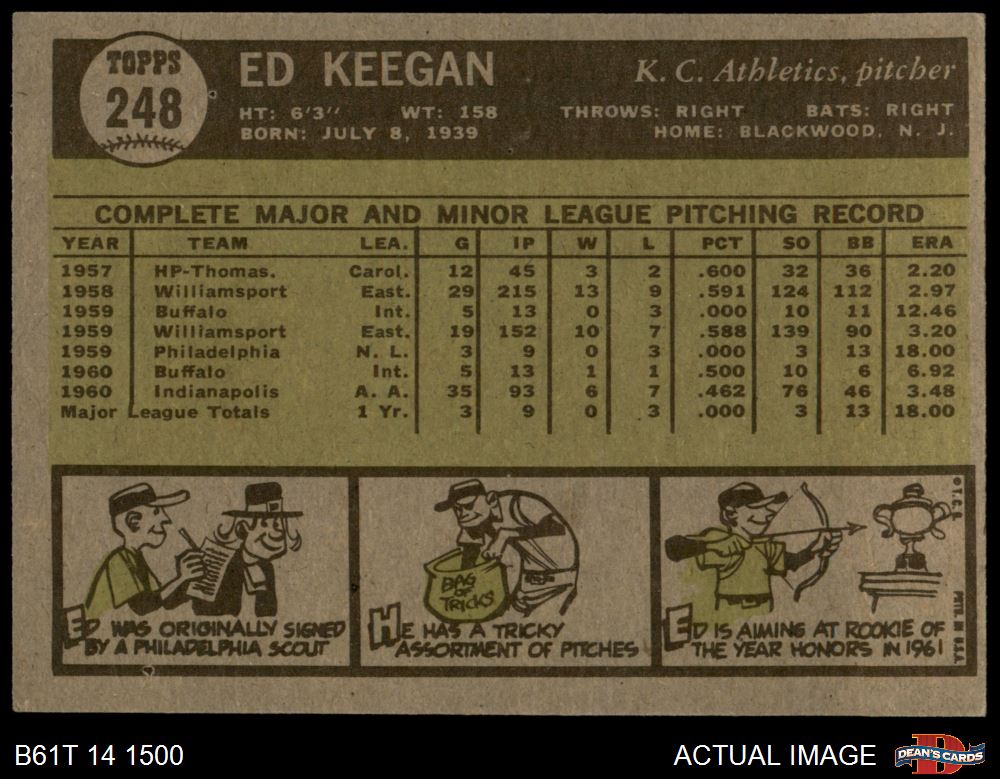 TOPPS
248
ED KEEGAN
K. C. Athletics, pitcher
HT: 6'3" WT: 158 THROWS: RIGHT BATS: RIGHT
BORN: JULY 8, 1939 HOME: BLACKWOOD, N. J.
COMPLETE MAJOR AND MINOR LEAGUE PITCHING RECORD
YEAR TEAM LEA. G IP W L PCT SO BB ERA
1957 HP-Thomas. Carol. 12 45 3 2 .600 32 36 2.20
1958 Williamsport East. 29 215 13 9 .591 124 112 2.97
1959 Buffalo Int. 5 13 0 3 .000 10 11 12.46
1959 Williamsport East. 19 152 10 7 .588 139 90 3.20
1959 Philadelphia N. L. 3 9 0 3 .000 3 13 18.00
1960 Buffalo Int. 5 13 1 1 .500 10 6 6.92
1960 Indianapolis A. A. 35 93 6 7 .462 76 46 3.48
Major League Totals 1 Yr. 3 9 0 3 .000 3 13 18.00
ED WAS ORIGINALLY SIGNED
BY A PHILADELPHIA SCOUT
BAG
OF
TRICKS
HE HAS A TRICKY
ASSORTMENT OF PITCHES
ED IS AIMING AT ROOKIE OF
THE YEAR HONORS IN 1961
© T. C. G.
PRTD. IN U.S.A.
B61T 14 1500
ACTUAL IMAGE
DEAN'S CARDS